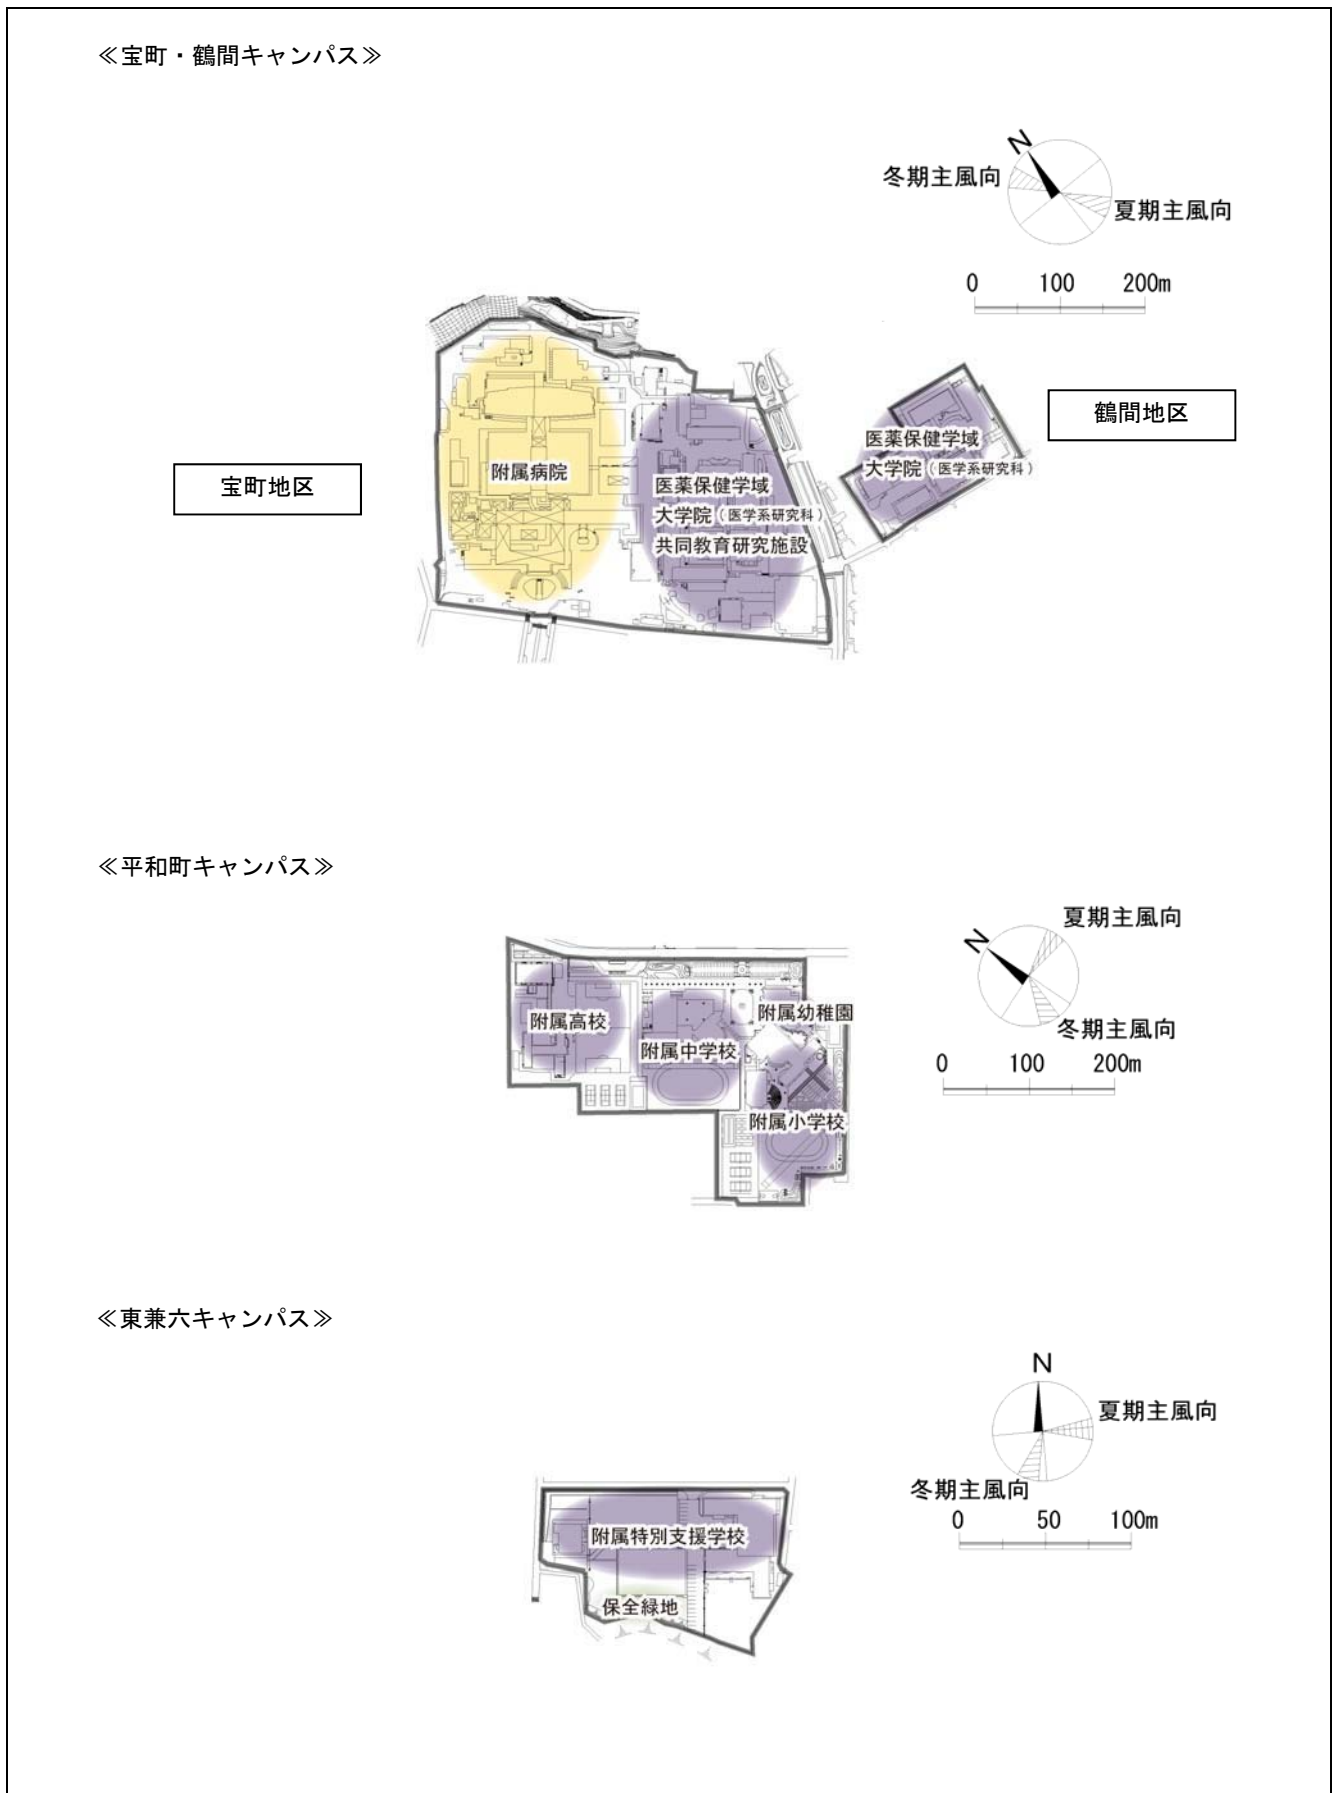 ≪宝町・鶴間キャンパス≫
N
冬期主風向
夏期主風向
0 100 200m
鶴間地区
医薬保健学域
大学院（医学系研究科）
宝町地区
附属病院
医薬保健学域
大学院（医学系研究科）
共同教育研究施設
≪平和町キャンパス≫
夏期主風向
N
冬期主風向
0 100 200m
附属高校
附属中学校
附属幼稚園
附属小学校
≪東兼六キャンパス≫
N
夏期主風向
冬期主風向
0 50 100m
附属特別支援学校
保全緑地